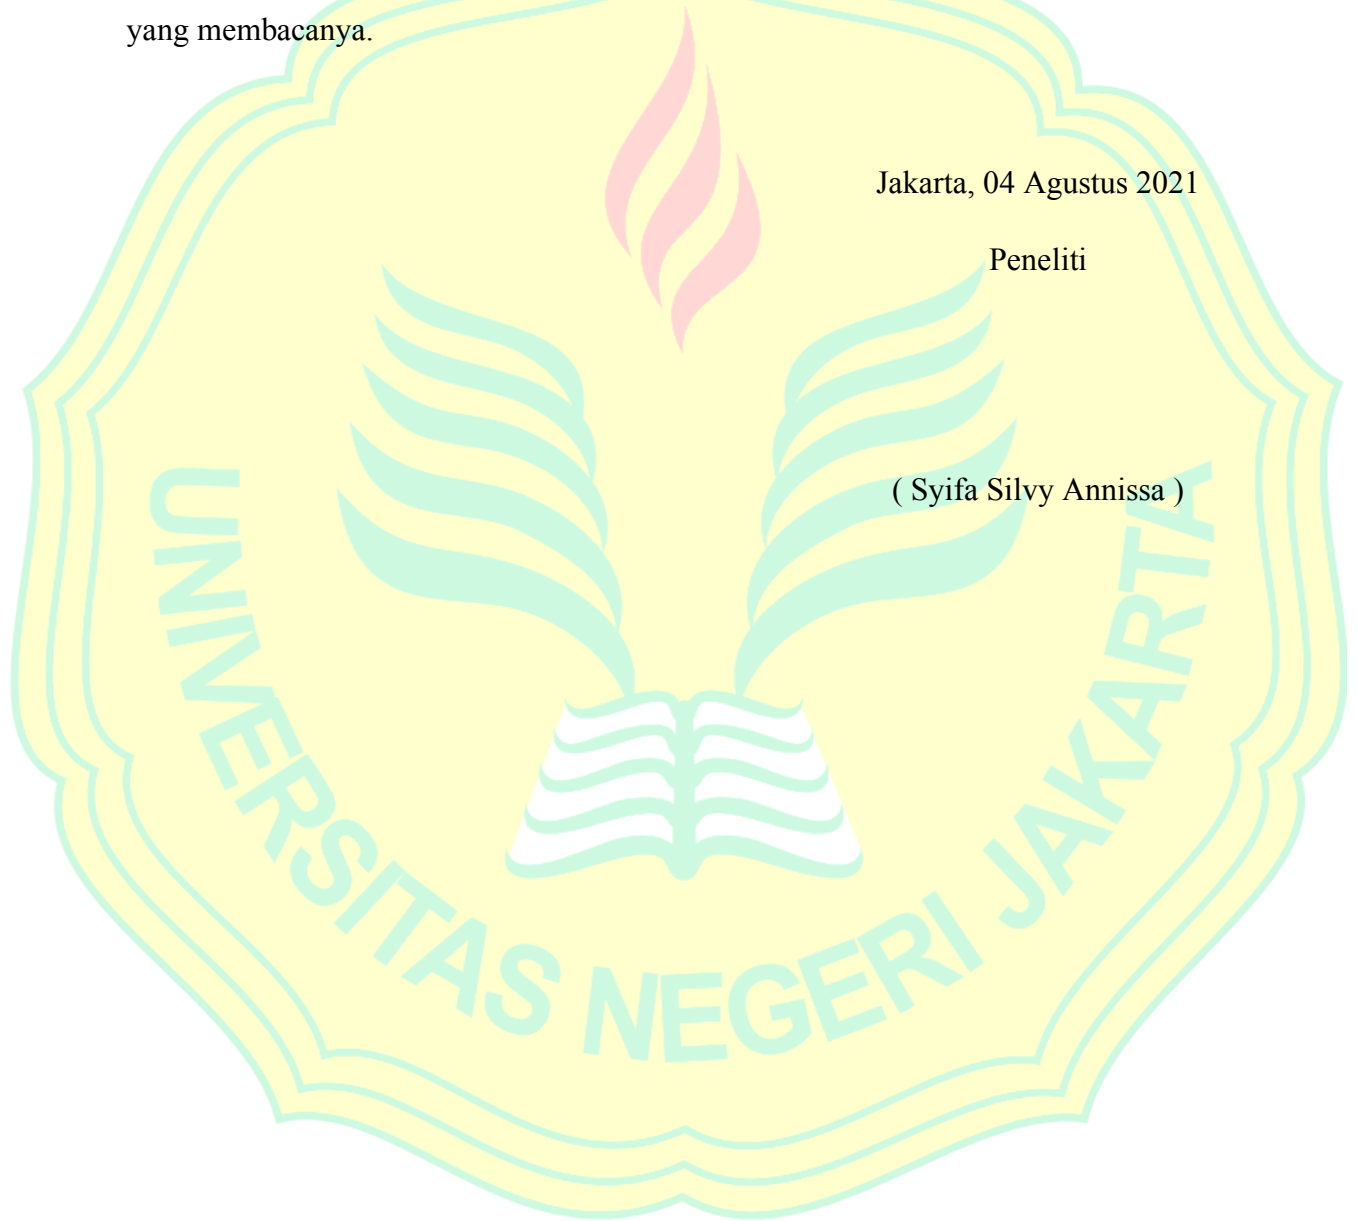 yang membacanya.
Jakarta, 04 Agustus 2021
Peneliti
( Syifa Silvy Annissa )
UNIVERSITAS NEGERI JAKARTA